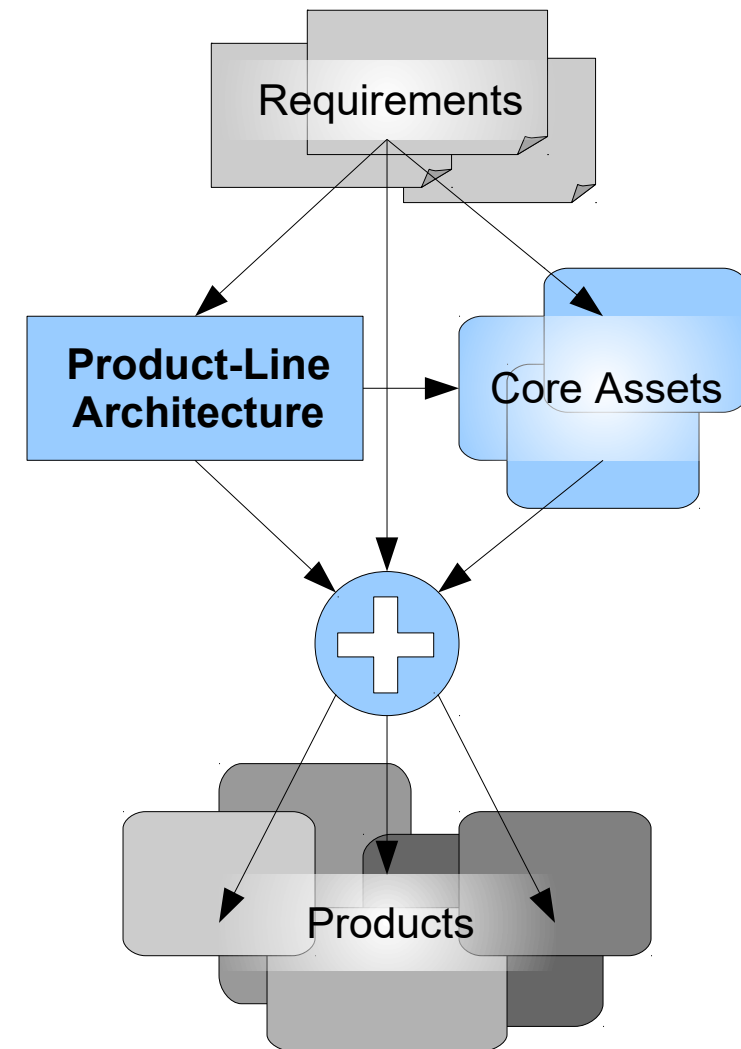 Requirements
Product-Line
Architecture
Core Assets
Products